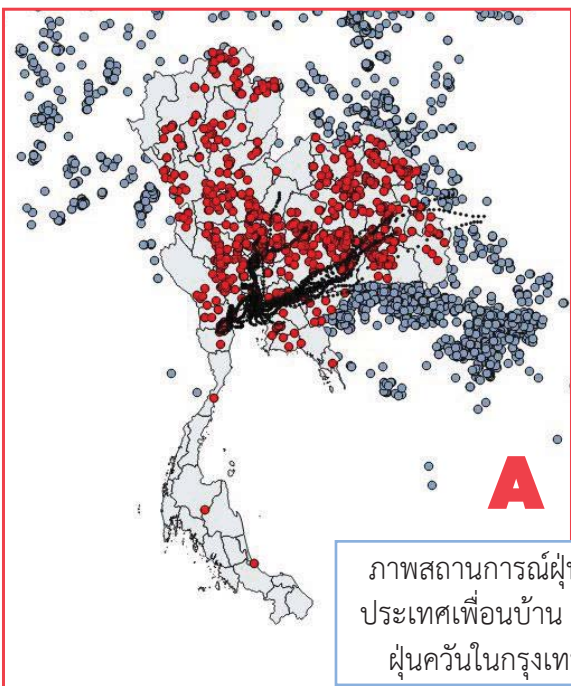 A
ภาพสถานการณ์ฝุ่น
ประเทศเพื่อนบ้าน
ฝุ่นควันในกรุงเท